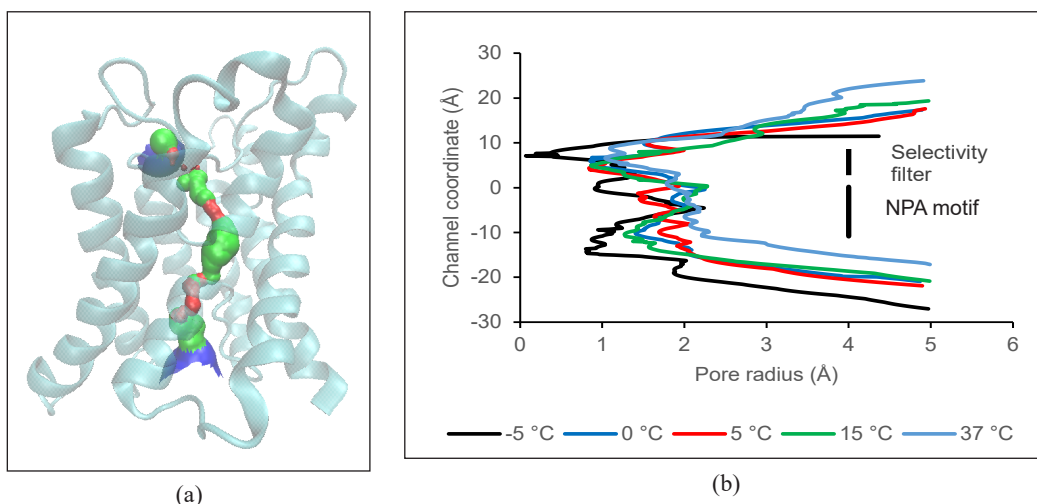 30
20
10
0
-10
-20
-30
Channel coordinate (Å)
0 1 2 3 4 5 6
Pore radius (Å)
Selectivity
filter
NPA motif
-5 °C 0 °C 5 °C 15 °C 37 °C
(a)
(b)